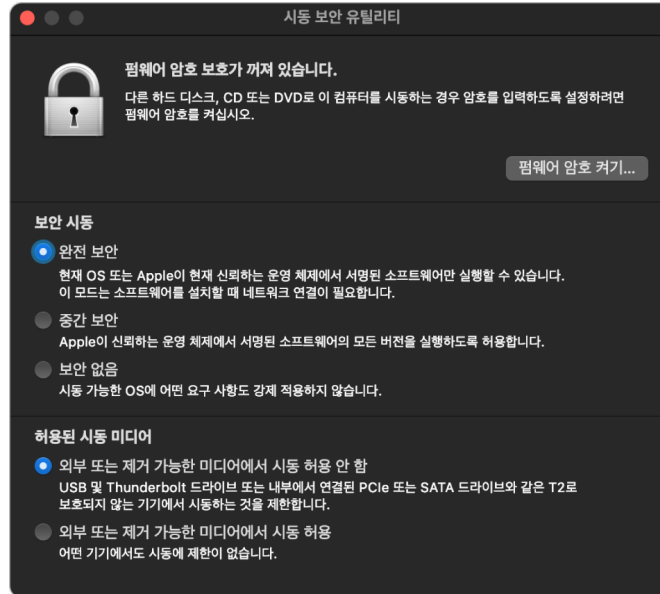 시동 보안 유틸리티
펌웨어 암호 보호가 꺼져 있습니다.
다른 하드 디스크, CD 또는 DVD로 이 컴퓨터를 시동하는 경우 암호를 입력하도록 설정하려면
펌웨어 암호를 켜십시오.
펌웨어 암호 켜기...
보안 시동
완전 보안
현재 OS 또는 Apple이 현재 신뢰하는 운영 체제에서 서명된 소프트웨어만 실행할 수 있습니다.
이 모드는 소프트웨어를 설치할 때 네트워크 연결이 필요합니다.
중간 보안
Apple이 신뢰하는 운영 체제에서 서명된 소프트웨어의 모든 버전을 실행하도록 허용합니다.
보안 없음
시동 가능한 OS에 어떤 요구 사항도 강제 적용하지 않습니다.
허용된 시동 미디어
외부 또는 제거 가능한 미디어에서 시동 허용 안 함
USB 및 Thunderbolt 드라이브 또는 내부에서 연결된 PCIe 또는 SATA 드라이브와 같은 T2로
보호되지 않는 기기에서 시동하는 것을 제한합니다.
외부 또는 제거 가능한 미디어에서 시동 허용
어떤 기기에서도 시동에 제한이 없습니다.